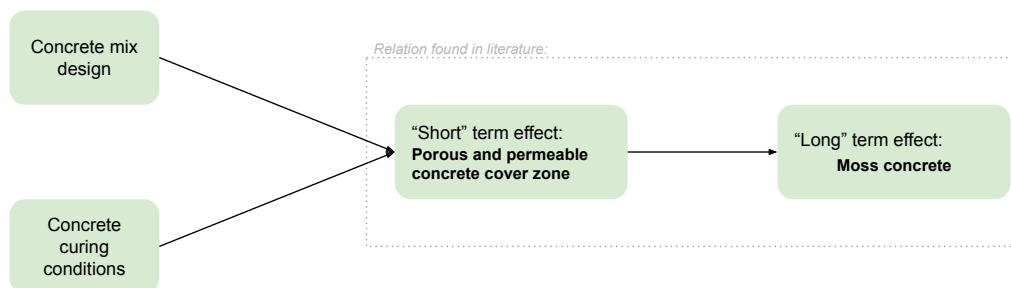 Concrete mix
design
Relation found in literature:
“Short” term effect:
Porous and permeable
concrete cover zone
“Long” term effect:
Moss concrete
Concrete
curing
conditions